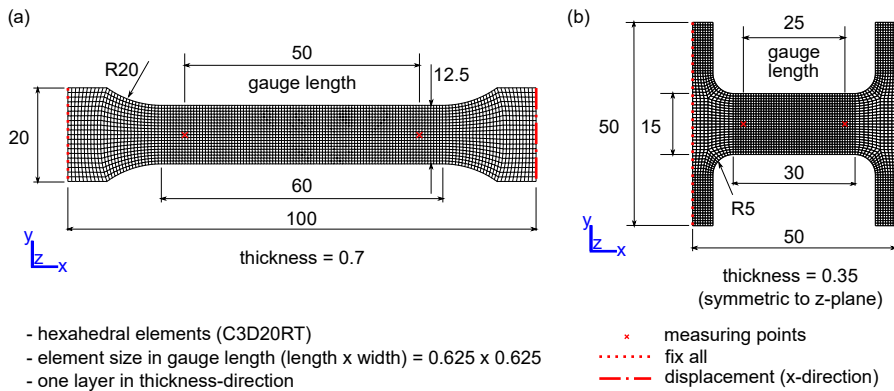 (a)
50
gauge length
R20
12.5
20
60
100
y
z
x
thickness = 0.7
(b)
25
gauge
length
50
15
30
R5
50
y
z
x
thickness = 0.35
(symmetric to z-plane)
- hexahedral elements (C3D20RT)
- element size in gauge length (length x width) = 0.625 x 0.625
- one layer in thickness-direction
measuring points
fix all
displacement (x-direction)